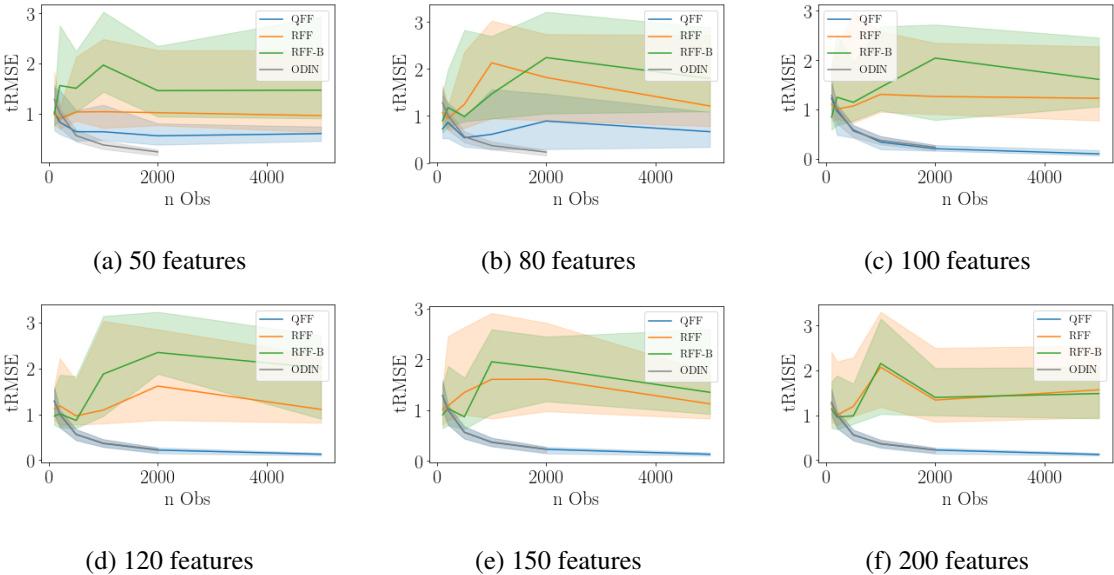 3
2
1
tRMSE
QFF
RFF
RFF-B
ODIN
0 2000 4000
n Obs
(a) 50 features
3
2
1
0
tRMSE
QFF
RFF
RFF-B
ODIN
0 2000 4000
n Obs
(b) 80 features
3
2
1
0
tRMSE
QFF
RFF
RFF-B
ODIN
0 2000 4000
n Obs
(c) 100 features
3
2
1
0
tRMSE
QFF
RFF
RFF-B
ODIN
0 2000 4000
n Obs
(d) 120 features
3
2
1
0
tRMSE
QFF
RFF
RFF-B
ODIN
0 2000 4000
n Obs
(e) 150 features
3
2
1
0
tRMSE
QFF
RFF
RFF-B
ODIN
0 2000 4000
n Obs
(f) 200 features